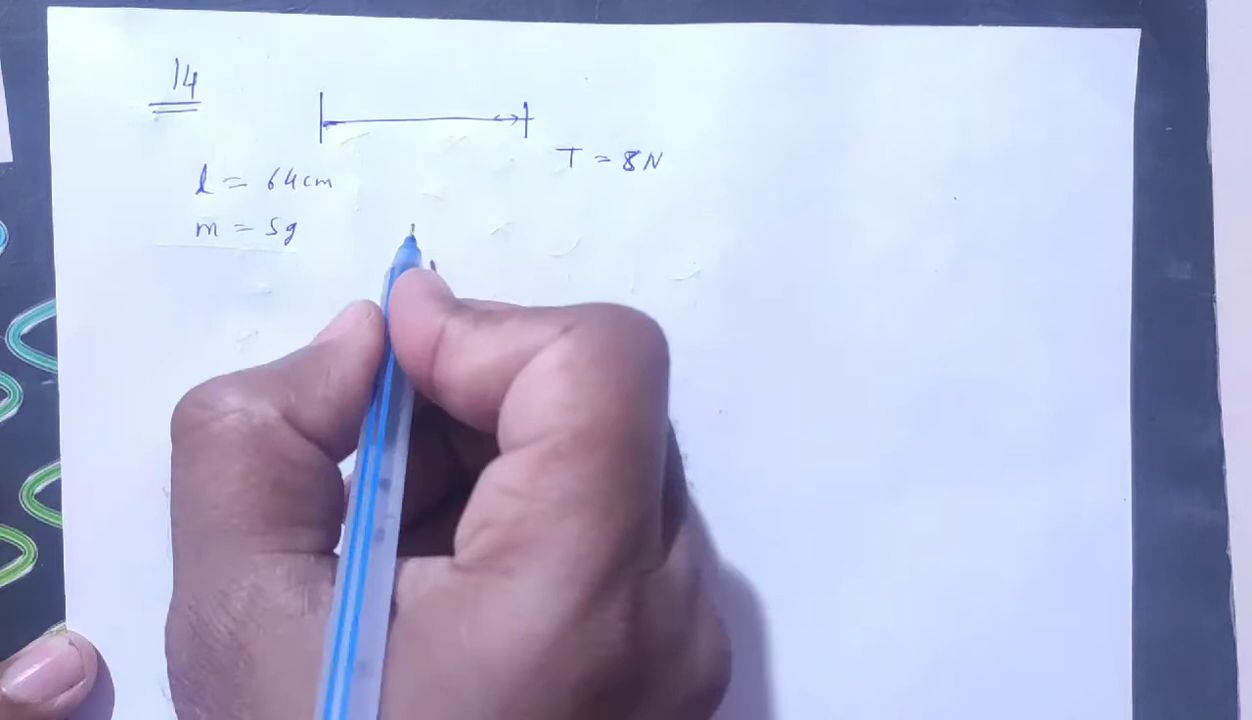 14
T = 8N
l = 64cm
m = 5g